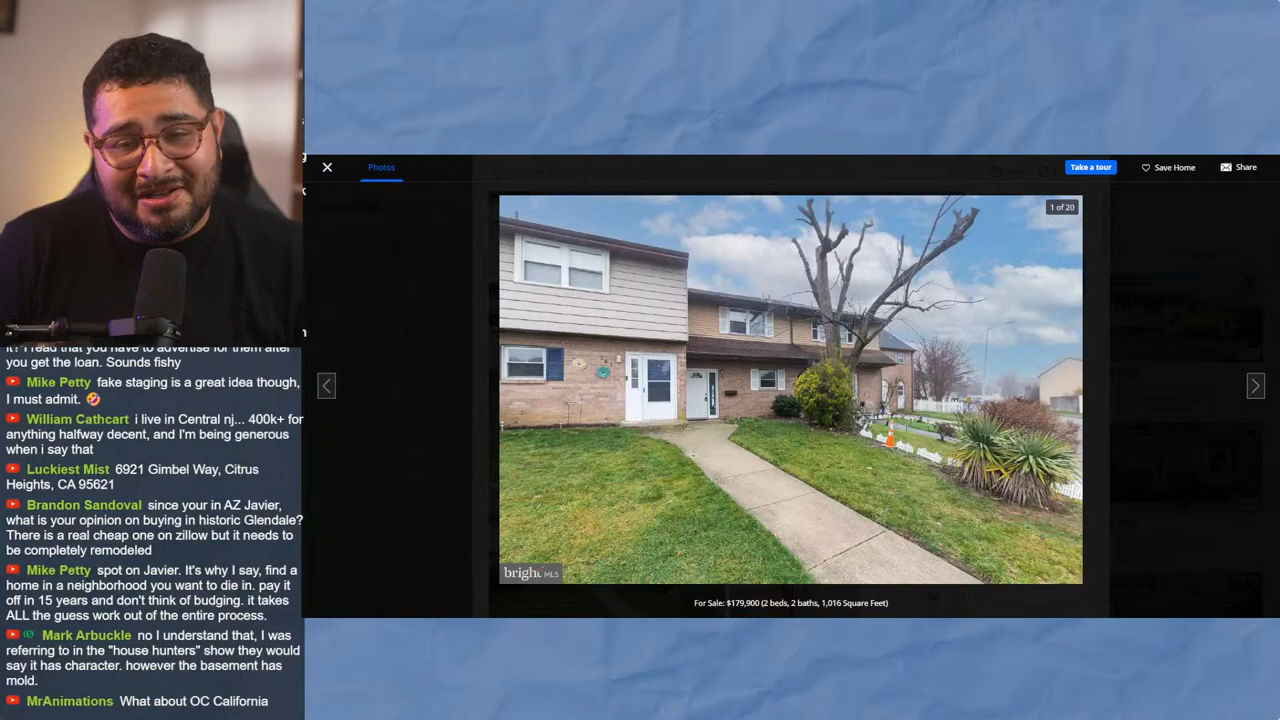 Photos
Take a tour
Save Home
Share
1 of 20
bright MLS
For Sale: $179,900 (2 beds, 2 baths, 1,016 Square Feet)
it? I read that you have to advertise for them after
you get the loan. Sounds fishy
Mike Petty fake staging is a great idea though,
I must admit. 🤣
William Cathcart i live in Central nj... 400k+ for
anything halfway decent, and I'm being generous
when i say that
Luckiest Mist 6921 Gimbel Way, Citrus
Heights, CA 95621
Brandon Sandoval since your in AZ Javier,
what is your opinion on buying in historic Glendale?
There is a real cheap one on zillow but it needs to
be completely remodeled
Mike Petty spot on Javier. It's why I say, find a
home in a neighborhood you want to die in. pay it
off in 15 years and don't think of budging. it takes
ALL the guess work out of the entire process.
Mark Arbuckle no I understand that, I was
referring to in the "house hunters" show they would
say it has character. however the basement has
mold.
MrAnimations What about OC California